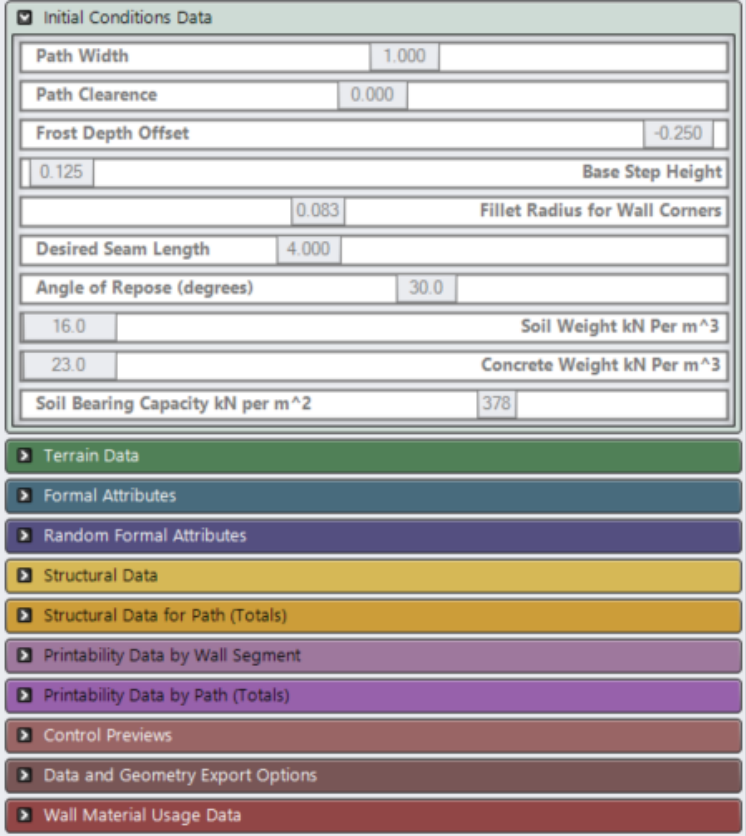 Initial Conditions Data
Path Width 1.000
Path Clearence 0.000
Frost Depth Offset -0.250
0.125 Base Step Height
0.083 Fillet Radius for Wall Corners
Desired Seam Length 4.000
Angle of Repose (degrees) 30.0
16.0 Soil Weight kN Per m^3
23.0 Concrete Weight kN Per m^3
Soil Bearing Capacity kN per m^2 378
Terrain Data
Formal Attributes
Random Formal Attributes
Structural Data
Structural Data for Path (Totals)
Printability Data by Wall Segment
Printability Data by Path (Totals)
Control Previews
Data and Geometry Export Options
Wall Material Usage Data